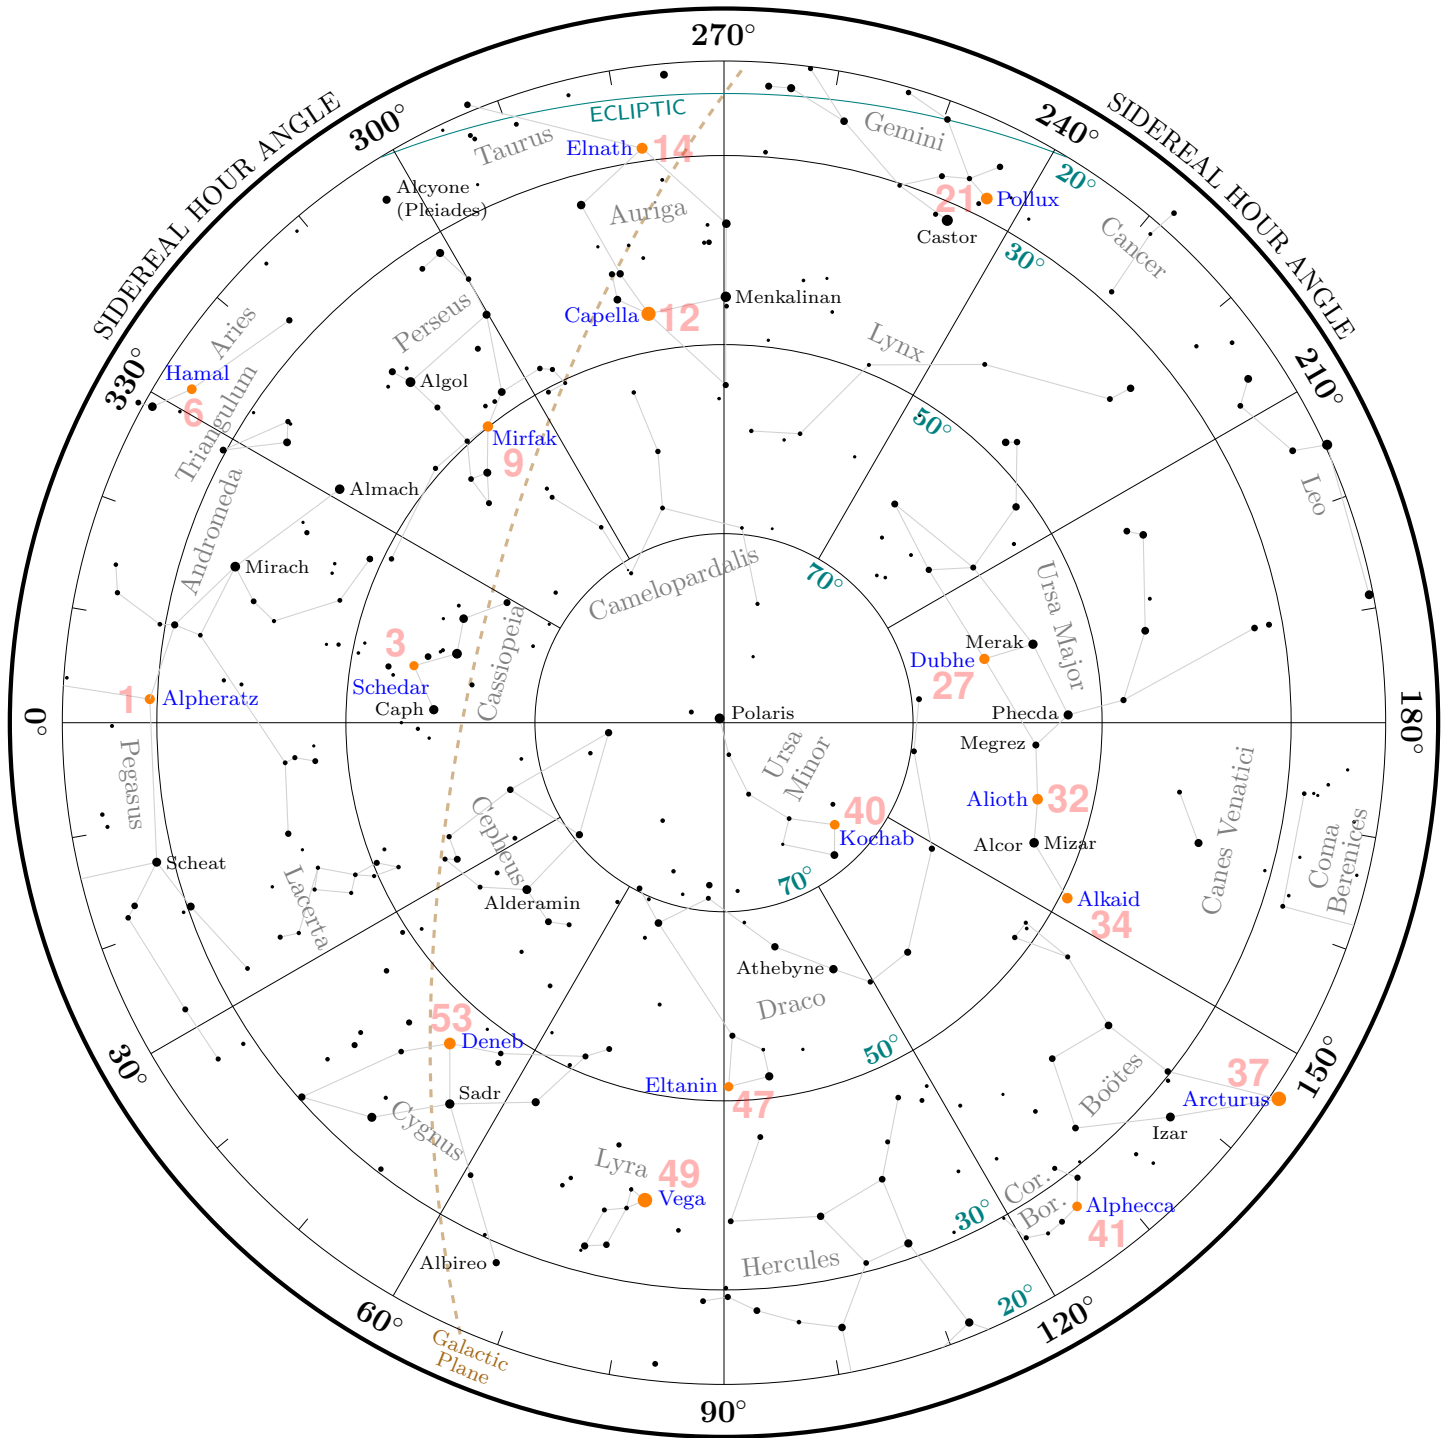 270°
SIDEREAL HOUR ANGLE
SIDEREAL HOUR ANGLE
300°
240°
ECLIPTIC
Taurus
Elnath
14
Gemini
20°
Alcyone
(Pleiades)
Auriga
21
Pollux
Castor
Cancer
30°
Perseus
Capella
12
Menkalinan
Aries
Lynx
330°
210°
Hamal
6
Triangulum
Algol
50°
Mirfak
9
Almach
Leo
Andromeda
Mirach
Camelopardalis
70°
Ursa Major
3
Schedar
Cassiopeia
Merak
Dubhe
27
1
Alpheratz
Caph
Polaris
Phecda
0°
180°
Megrez
Pegasus
Ursa
Minor
Alioth
32
Canes Venatici
40
Kochab
Cepheus
Alcor
Mizar
Coma
Berenices
Scheat
Lacerta
70°
Alderamin
Alkaid
34
Athebyne
Draco
53
Deneb
50°
30°
150°
Eltanin
47
Boötes
37
Arcturus
Sadr
Cygnus
Izar
Lyra
49
Vega
Cor.
Bor.
Alphecca
41
30°
Albireo
Hercules
20°
60°
120°
Galactic
Plane
90°